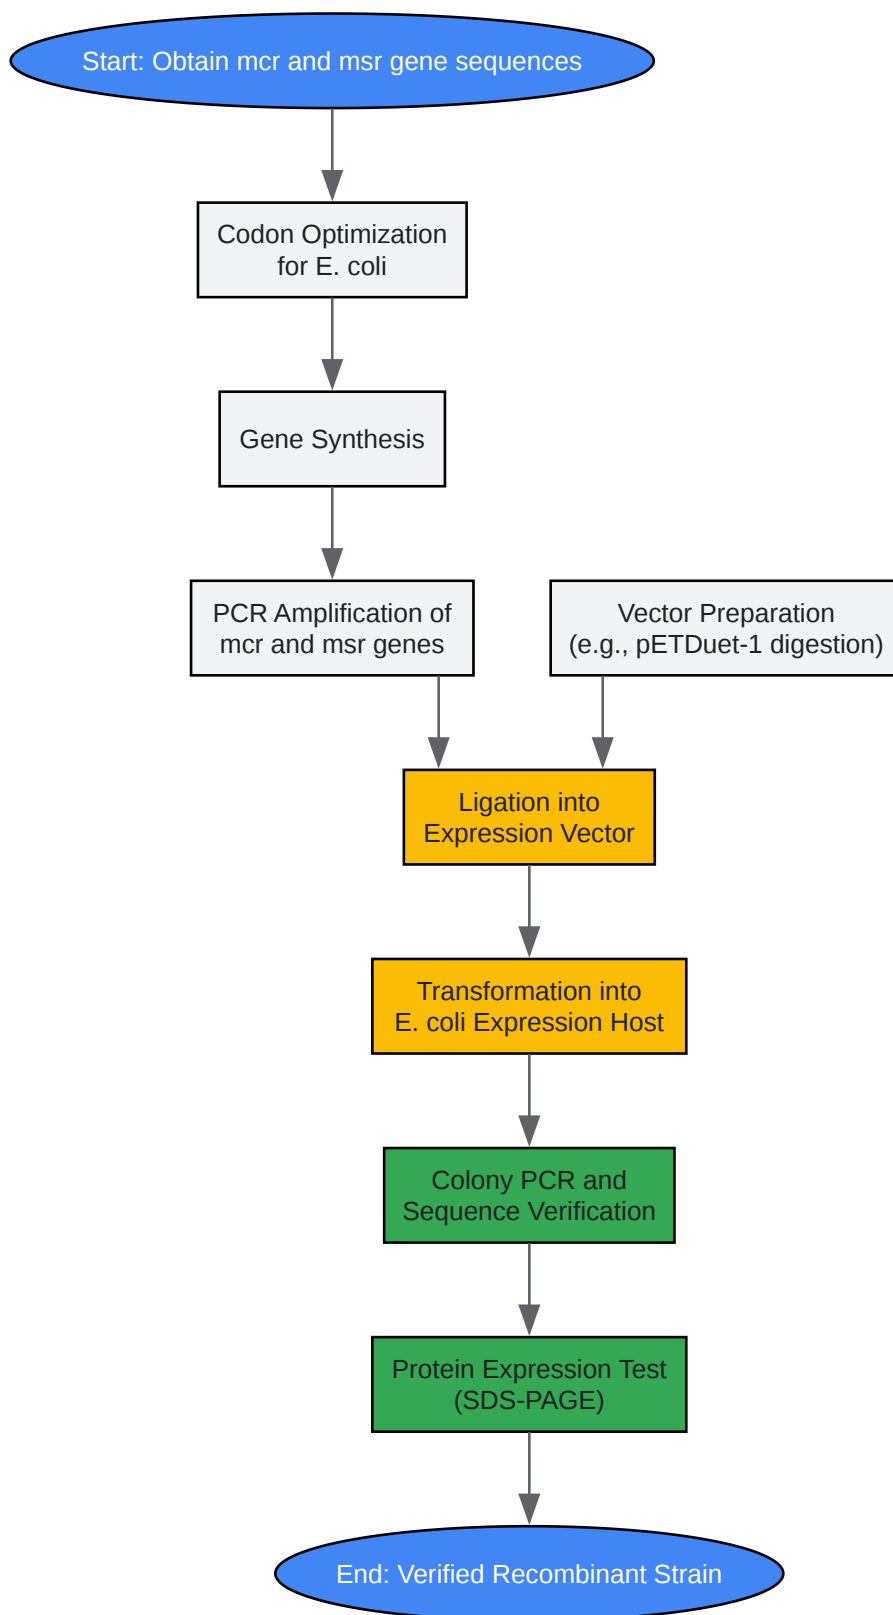 Start: Obtain mcr and msr gene sequences
Codon Optimization
for E. coli
Gene Synthesis
PCR Amplification of
mcr and msr genes
Vector Preparation
(e.g., pETDuet-1 digestion)
Ligation into
Expression Vector
Transformation into
E. coli Expression Host
Colony PCR and
Sequence Verification
Protein Expression Test
(SDS-PAGE)
End: Verified Recombinant Strain